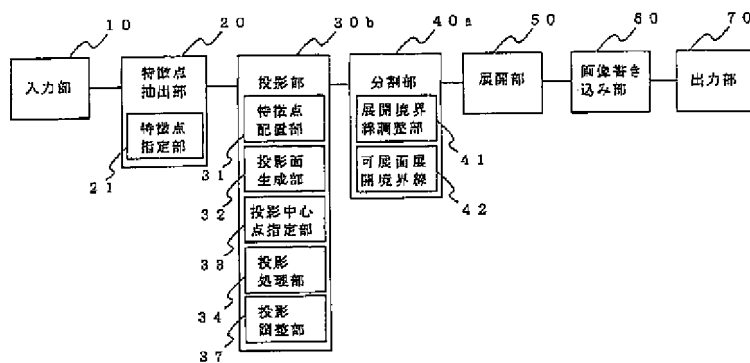 10
20
30b
40a
50
60
70
入力部
特徴点
抽出部
特徴点
指定部
21
投影部
特徴点
配置部
31
投影面
生成部
32
投影中心
点指定部
33
投影
処理部
34
投影
調整部
37
分割部
展開境界
線調整部
41
可展面展
開境界線
42
展開部
画像書き
込み部
出力部